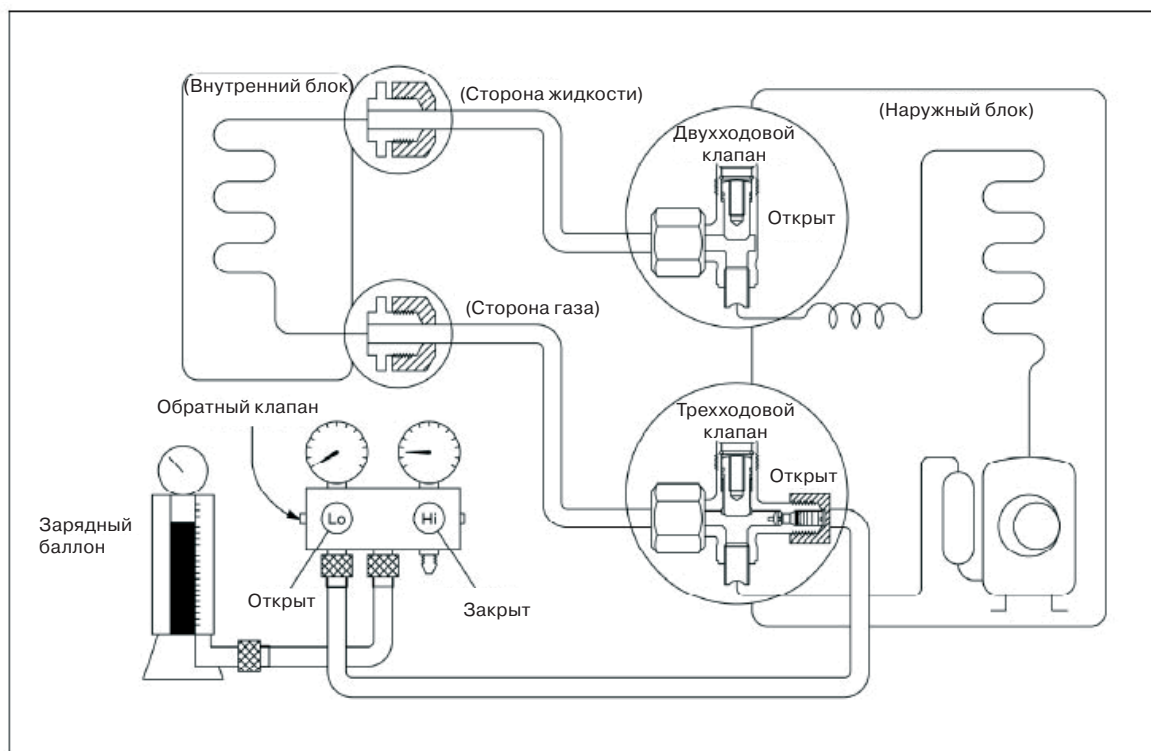 (Внутренний блок)
(Сторона жидкости)
(Наружный блок)
Двухходовой
клапан
Открыт
(Сторона газа)
Обратный клапан
Трехходовой
клапан
Открыт
Зарядный
баллон
Lo
Hi
Открыт
Закрыт